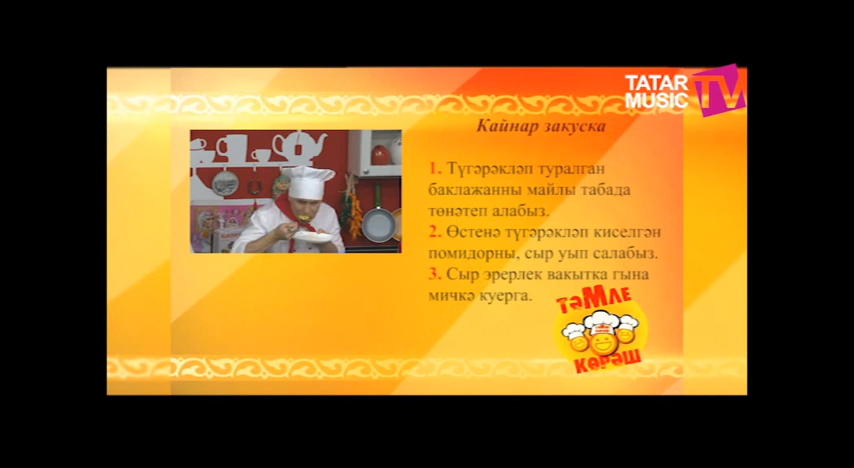 TATAR
MUSIC
TV
Кайнар закуска
1. Түгәрәкләп туралган
баклажанны майлы табада
төнәтеп алабыз.
2. Өстенә түгәрәкләп киселгән
помидорны, сыр уып салабыз.
3. Сыр эрерлек вакытка гына
мичкә куерга.
ТӘМЛЕ
КӨРӘШ